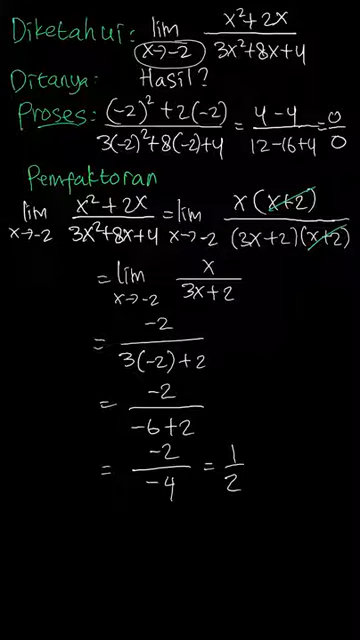 Diketahui: lim x→-2 (x² + 2x)/(3x² + 8x + 4)
Ditanya: Hasil?
Proses: ((-2)² + 2(-2))/(3(-2)² + 8(-2) + 4) = (4 - 4)/(12 - 16 + 4) = 0/0
Pemfaktoran
lim x→-2 (x² + 2x)/(3x² + 8x + 4) = lim x→-2 (x(x+2))/((3x+2)(x+2))
= lim x→-2 x/(3x + 2)
= -2/(3(-2) + 2)
= -2/(-6 + 2)
= -2/-4 = 1/2